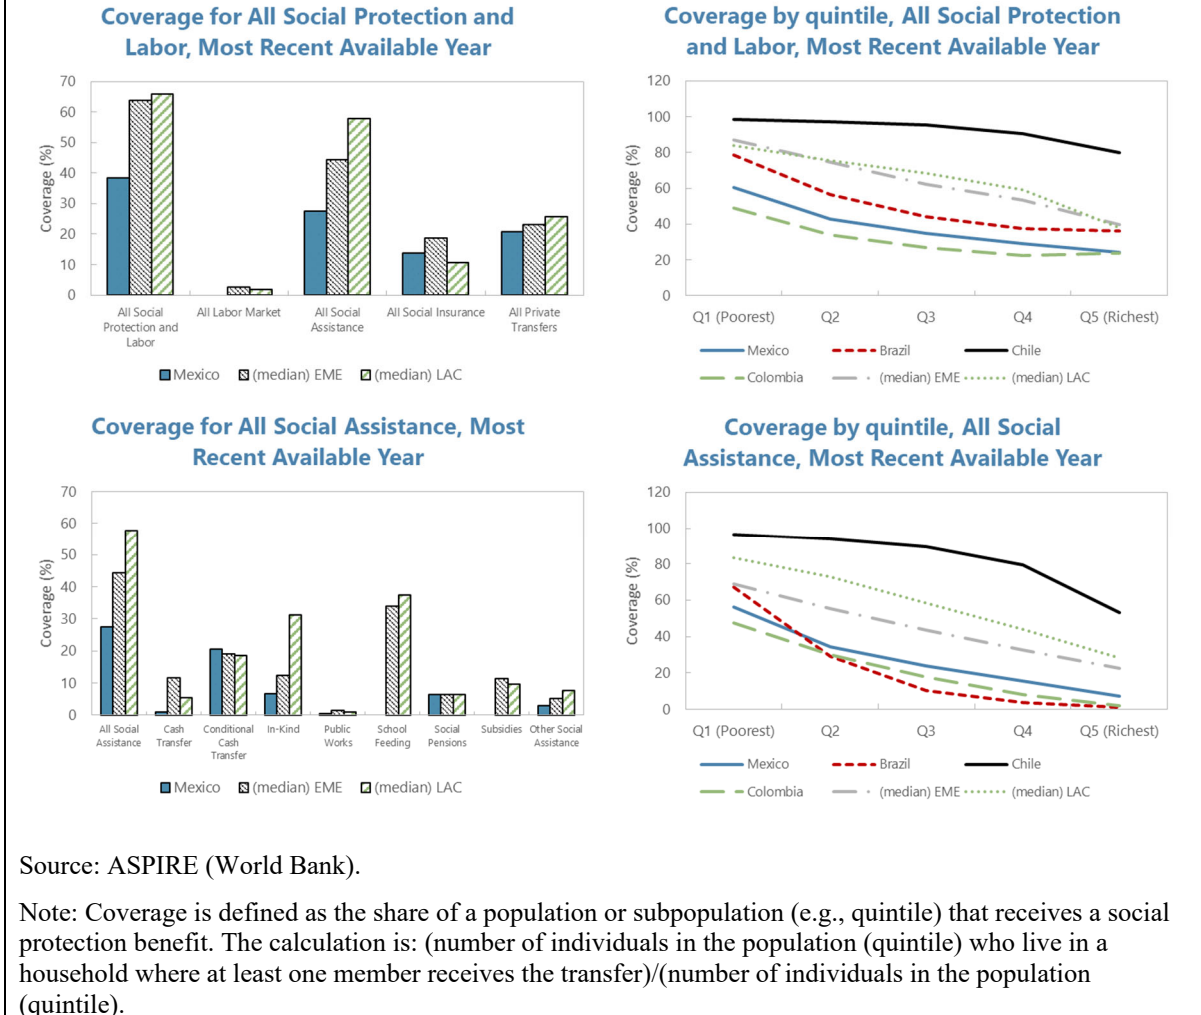 Coverage for All Social Protection and
Labor, Most Recent Available Year
70
60
50
40
30
20
10
0
Coverage (%)
All Social
Protection and
Labor
All Labor Market
All Social
Assistance
All Social Insurance
All Private
Transfers
Mexico
(median) EME
(median) LAC
Coverage by quintile, All Social Protection
and Labor, Most Recent Available Year
120
100
80
60
40
20
0
Coverage (%)
Q1 (Poorest)
Q2
Q3
Q4
Q5 (Richest)
Mexico
Brazil
Chile
Colombia
(median) EME
(median) LAC
Coverage for All Social Assistance, Most
Recent Available Year
70
60
50
40
30
20
10
0
Coverage (%)
All Social
Assistance
Cash
Transfer
Conditional
Cash
Transfer
In-Kind
Public
Works
School
Feeding
Social
Pensions
Subsidies
Other Social
Assistance
Mexico
(median) EME
(median) LAC
Coverage by quintile, All Social
Assistance, Most Recent Available Year
120
100
80
60
40
20
0
Coverage (%)
Q1 (Poorest)
Q2
Q3
Q4
Q5 (Richest)
Mexico
Brazil
Chile
Colombia
(median) EME
(median) LAC
Source: ASPIRE (World Bank).
Note: Coverage is defined as the share of a population or subpopulation (e.g., quintile) that receives a social
protection benefit. The calculation is: (number of individuals in the population (quintile) who live in a
household where at least one member receives the transfer)/(number of individuals in the population
(quintile).